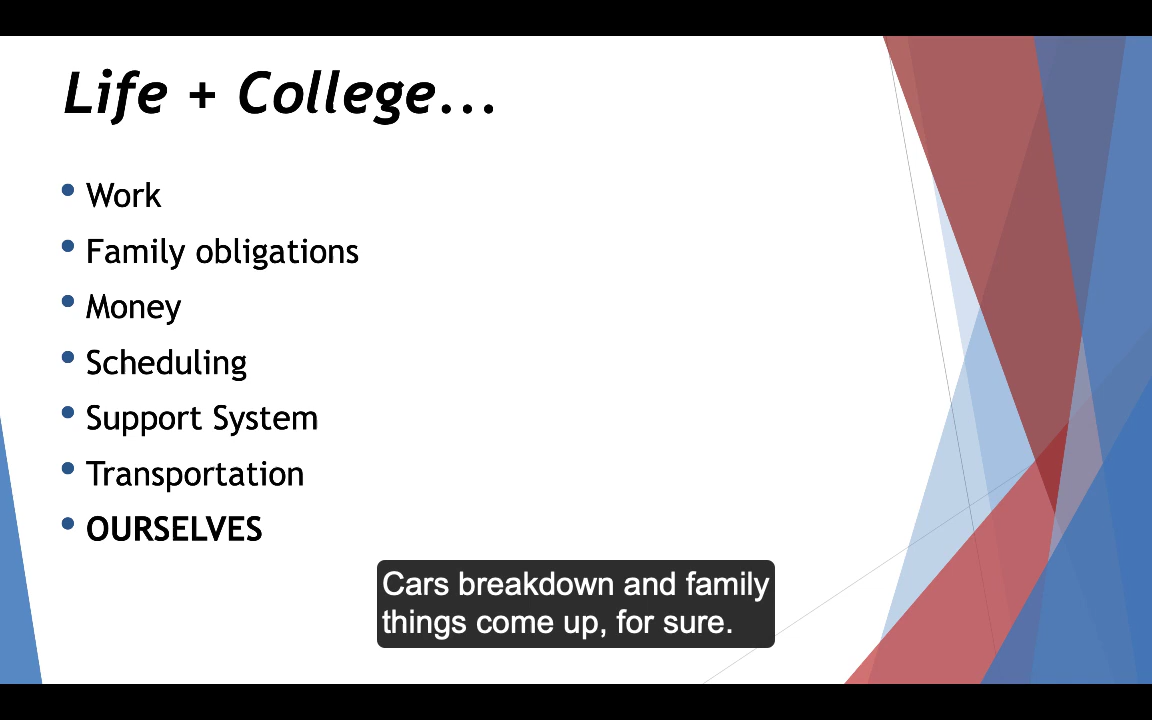 Life + College...
Work
Family obligations
Money
Scheduling
Support System
Transportation
OURSELVES
Cars breakdown and family
things come up, for sure.